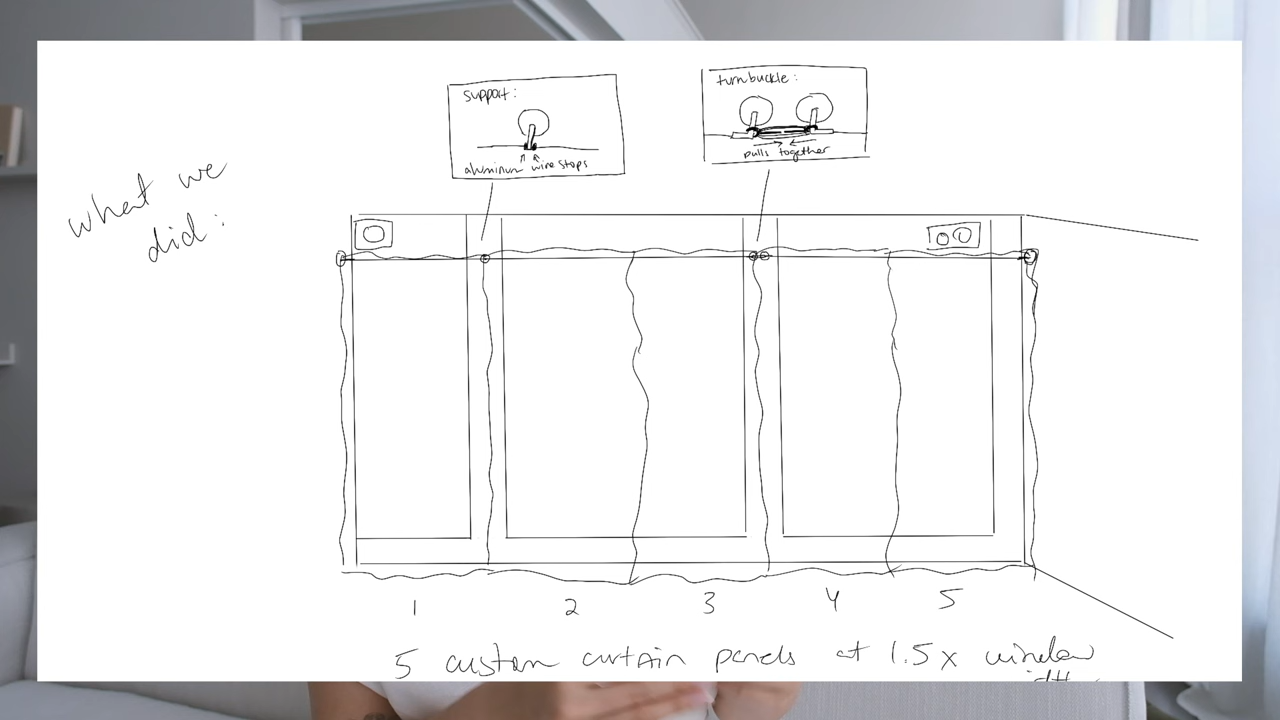 what we
did:
support:
aluminum wire stops
turnbuckle:
pulls together
1 2 3 4 5
5 custom curtain panels at 1.5x window